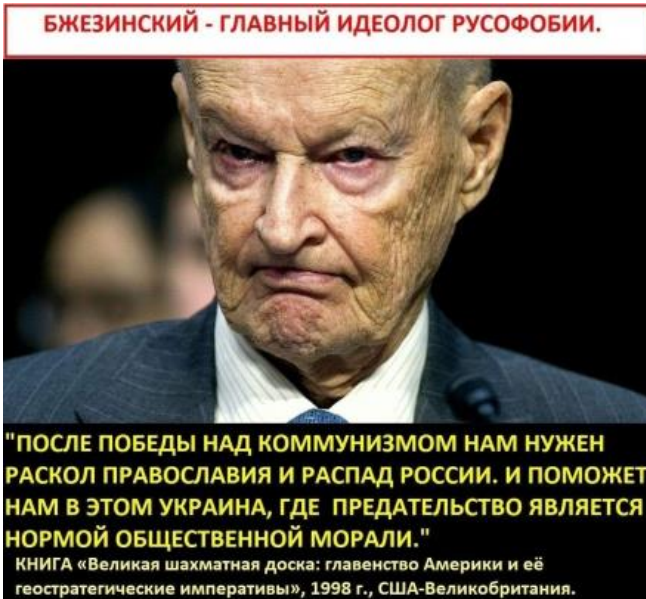 БЖЕЗИНСКИЙ - ГЛАВНЫЙ ИДЕОЛОГ РУСОФОБИИ.
"ПОСЛЕ ПОБЕДЫ НАД КОММУНИЗМОМ НАМ НУЖЕН
РАСКОЛ ПРАВОСЛАВИЯ И РАСПАД РОССИИ. И ПОМОЖЕТ
НАМ В ЭТОМ УКРАИНА, ГДЕ ПРЕДАТЕЛЬСТВО ЯВЛЯЕТСЯ
НОРМОЙ ОБЩЕСТВЕННОЙ МОРАЛИ."
КНИГА «Великая шахматная доска: главенство Америки и её
геостратегические императивы», 1998 г., США-Великобритания.